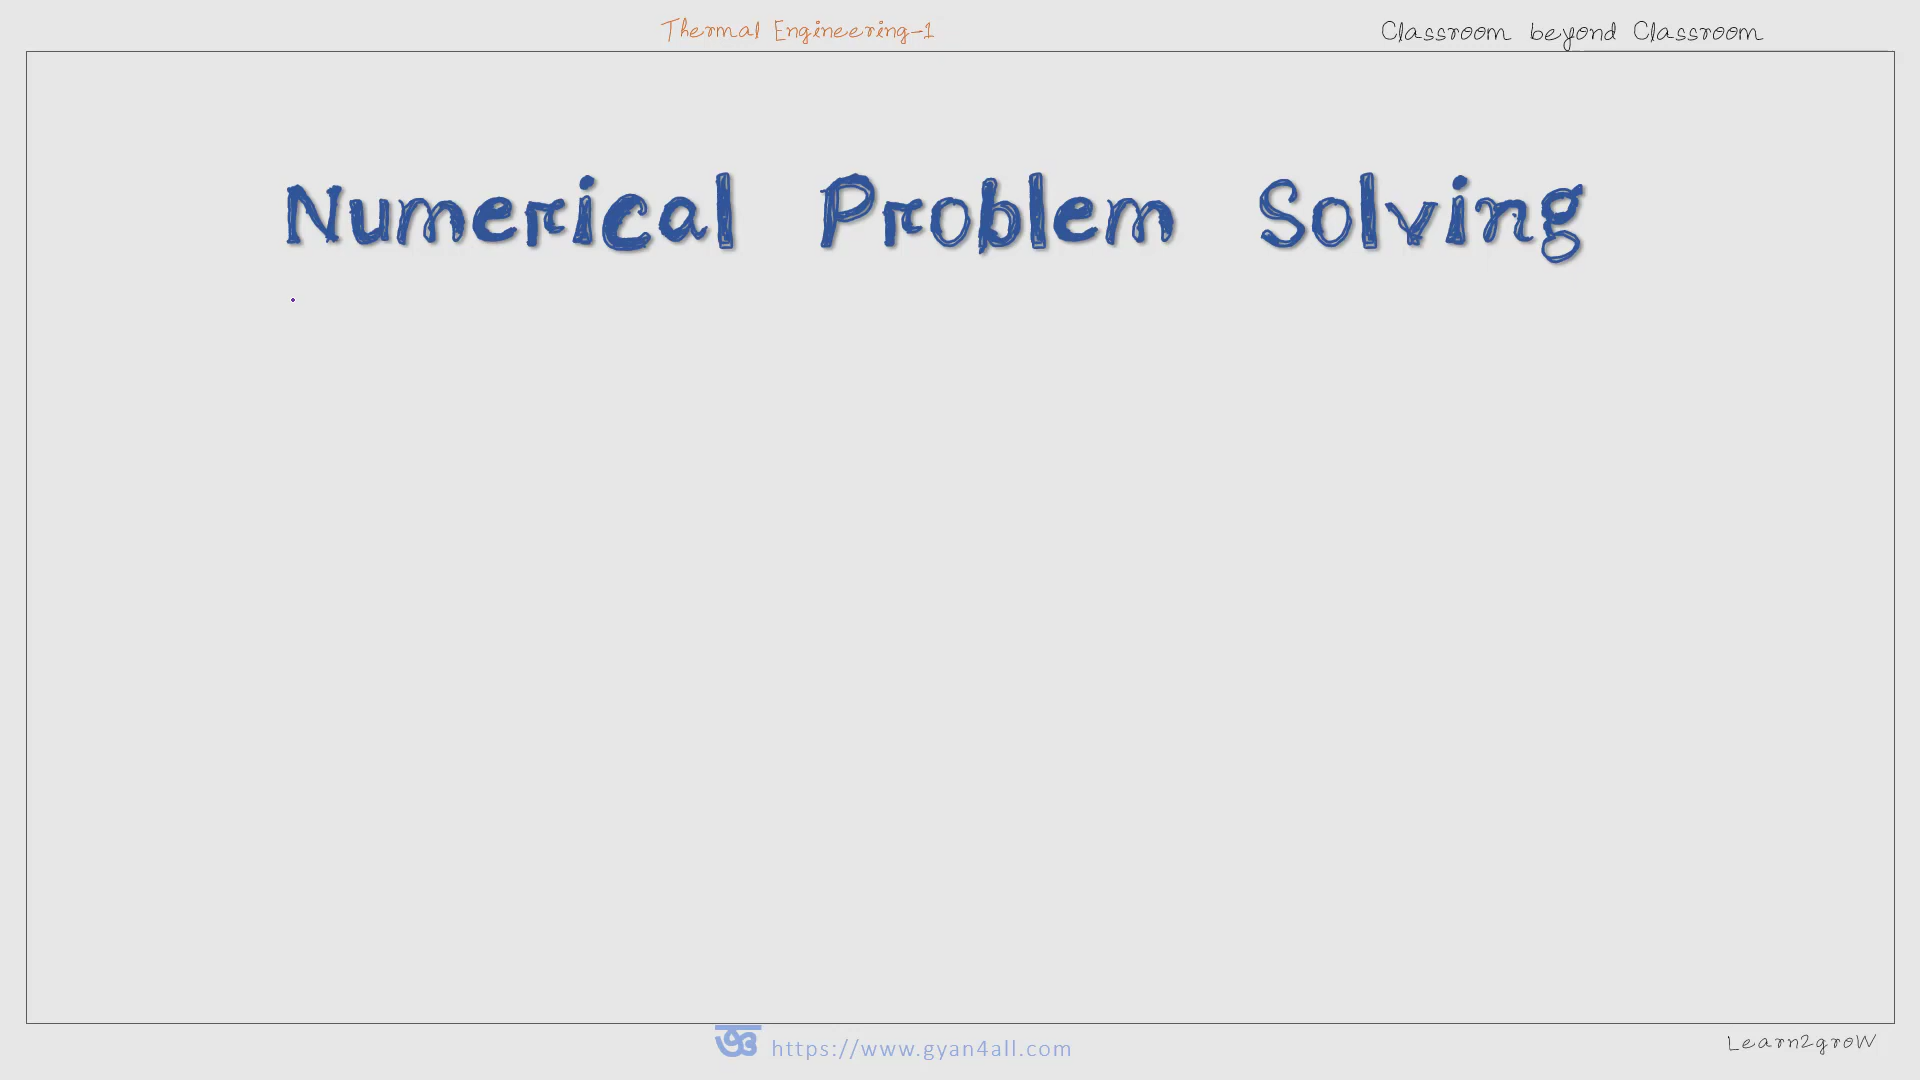 Thermal Engineering-1
Classroom beyond Classroom
Numerical Problem Solving
https://www.gyan4all.com
Learn2groW